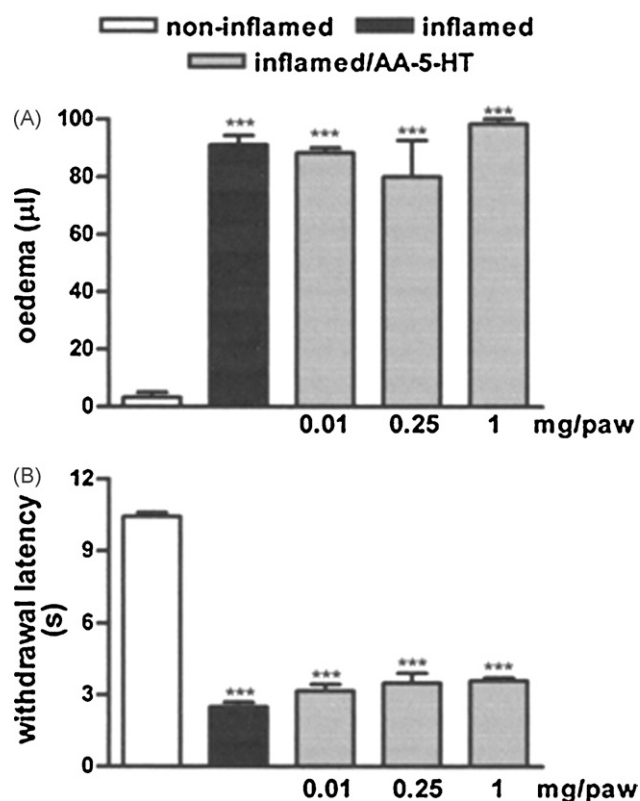 non-inflamed inflamed
inflamed/AA-5-HT
(A)
oedema (µl)
100
80
60
40
20
0
*** *** *** ***
0.01 0.25 1 mg/paw
(B)
withdrawal latency
(s)
12
9
6
3
0
*** *** *** ***
0.01 0.25 1 mg/paw